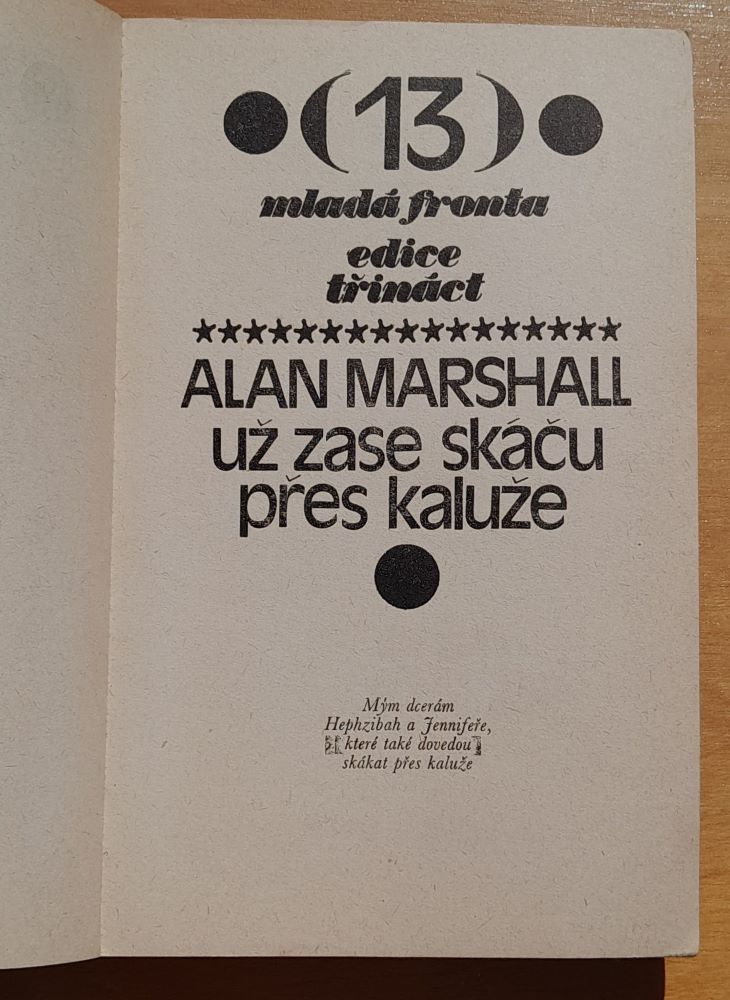 (13)
mladá fronta
edice
třináct
ALAN MARSHALL
už zase skáču
přes kaluže
Mým dcerám
Hephzibah a Jennifeře,
které také dovedou
skákat přes kaluže